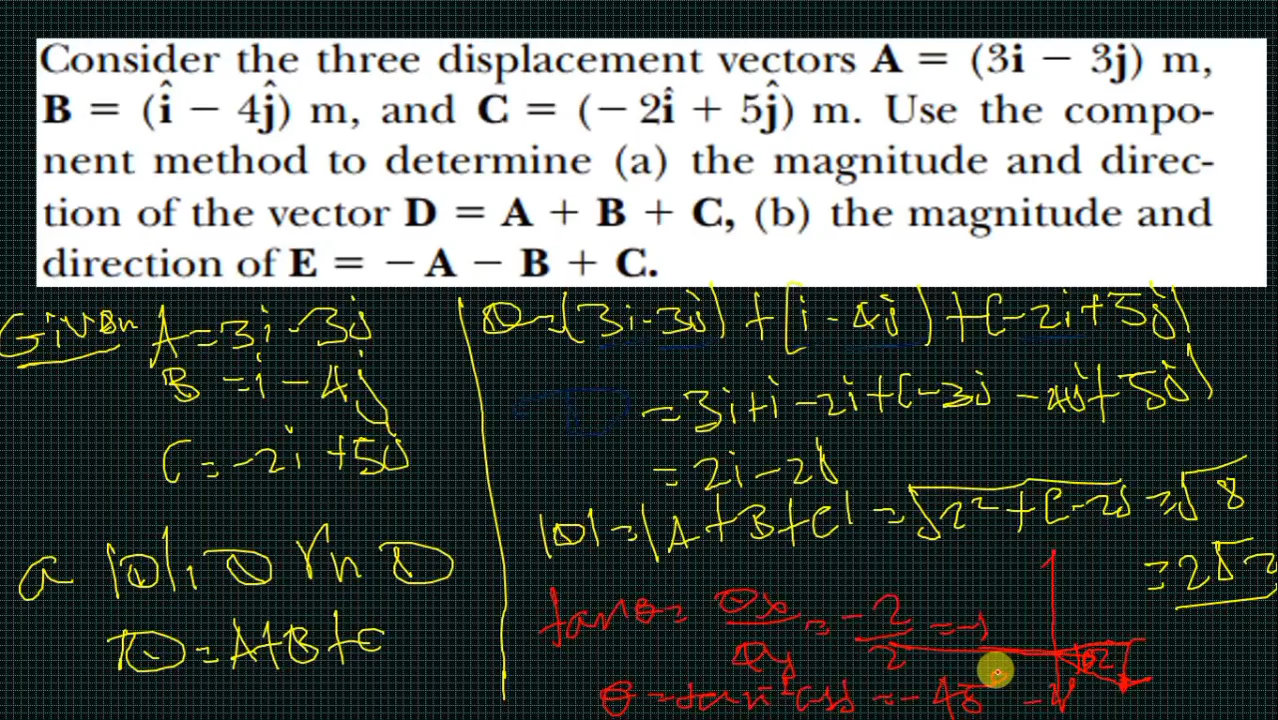 Consider the three displacement vectors A = (3i − 3j) m,
B = (î − 4ĵ) m, and C = (− 2î + 5ĵ) m. Use the compo-
nent method to determine (a) the magnitude and direc-
tion of the vector D = A + B + C, (b) the magnitude and
direction of E = − A − B + C.
Given A = 3i - 3j
B = i - 4j
C = -2i + 5j
a |D|, D
D = A+B+C
D = (3i-3j) + (i - 4j) + (-2i+5j)
= 3i+i-2i+(-3j -4j+5j)
= 2i-2j
|D| = |A+B+C| = √2²+(-2) = √8
= 2√2
tanθ = Dx/Dy = -2/2 = -1
θ = tan⁻¹